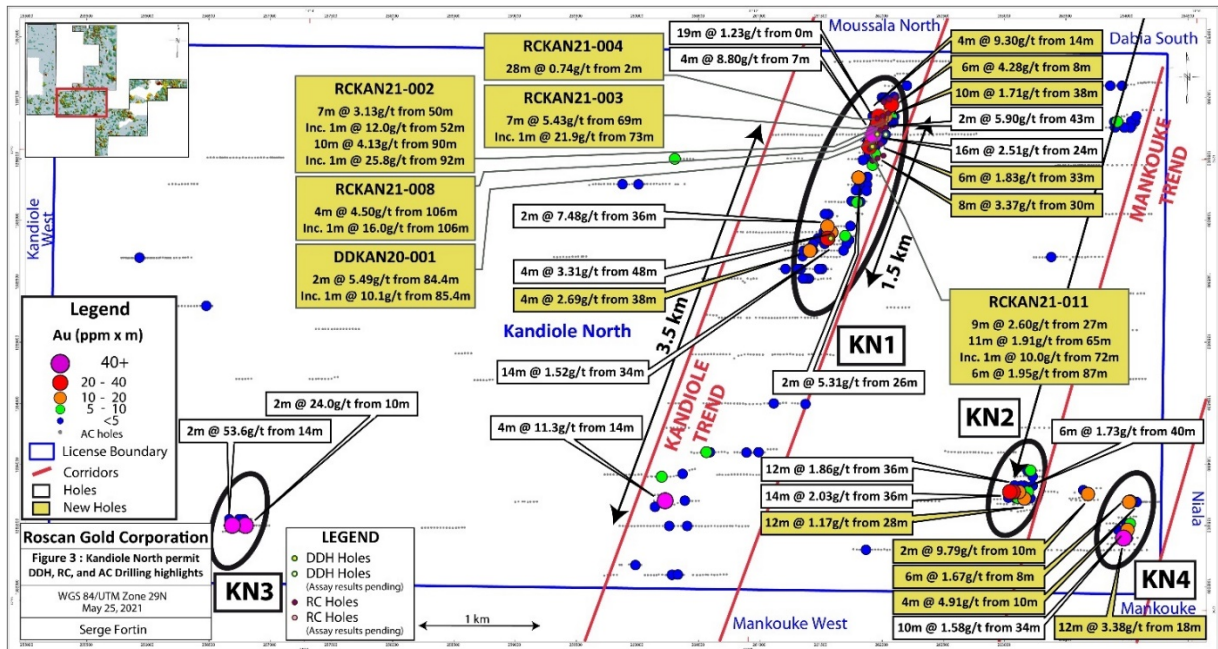 Moussala North
Dabia South
19m @ 1.23g/t from 0m
4m @ 8.80g/t from 7m
4m @ 9.30g/t from 14m
6m @ 4.28g/t from 8m
10m @ 1.71g/t from 38m
2m @ 5.90g/t from 43m
16m @ 2.51g/t from 24m
6m @ 1.83g/t from 33m
8m @ 3.37g/t from 30m
RCKAN21-004
28m @ 0.74g/t from 2m
RCKAN21-002
7m @ 3.13g/t from 50m
Inc. 1m @ 12.0g/t from 52m
10m @ 4.13g/t from 90m
Inc. 1m @ 25.8g/t from 92m
RCKAN21-003
7m @ 5.43g/t from 69m
Inc. 1m @ 21.9g/t from 73m
RCKAN21-008
4m @ 4.50g/t from 106m
Inc. 1m @ 16.0g/t from 106m
DDKAN20-001
2m @ 5.49g/t from 84.4m
Inc. 1m @ 10.1g/t from 85.4m
2m @ 7.48g/t from 36m
4m @ 3.31g/t from 48m
4m @ 2.69g/t from 38m
Kandiole North
14m @ 1.52g/t from 34m
3.5 km
1.5 km
KN1
2m @ 5.31g/t from 26m
KANDIOLE
TREND
MANKOUKE
TREND
Kandiole
West
RCKAN21-011
9m @ 2.60g/t from 27m
11m @ 1.91g/t from 65m
Inc. 1m @ 10.0g/t from 72m
6m @ 1.95g/t from 87m
KN2
6m @ 1.73g/t from 40m
4m @ 11.3g/t from 14m
12m @ 1.86g/t from 36m
14m @ 2.03g/t from 36m
12m @ 1.17g/t from 28m
2m @ 9.79g/t from 10m
6m @ 1.67g/t from 8m
4m @ 4.91g/t from 10m
10m @ 1.58g/t from 34m
12m @ 3.38g/t from 18m
KN4
Niala
Mankouke
Mankouke West
2m @ 24.0g/t from 10m
2m @ 53.6g/t from 14m
KN3
Legend
Au (ppm x m)
40+
20 - 40
10 - 20
5 - 10
<5
AC holes
License Boundary
Corridors
Holes
New Holes
Roscan Gold Corporation
Figure 3 : Kandiole North permit
DDH, RC, and AC Drilling highlights
WGS 84/UTM Zone 29N
May 25, 2021
Serge Fortin
Legend
DDH Holes
DDH Holes
(Assay results pending)
RC Holes
RC Holes
(Assay results pending)
1 km